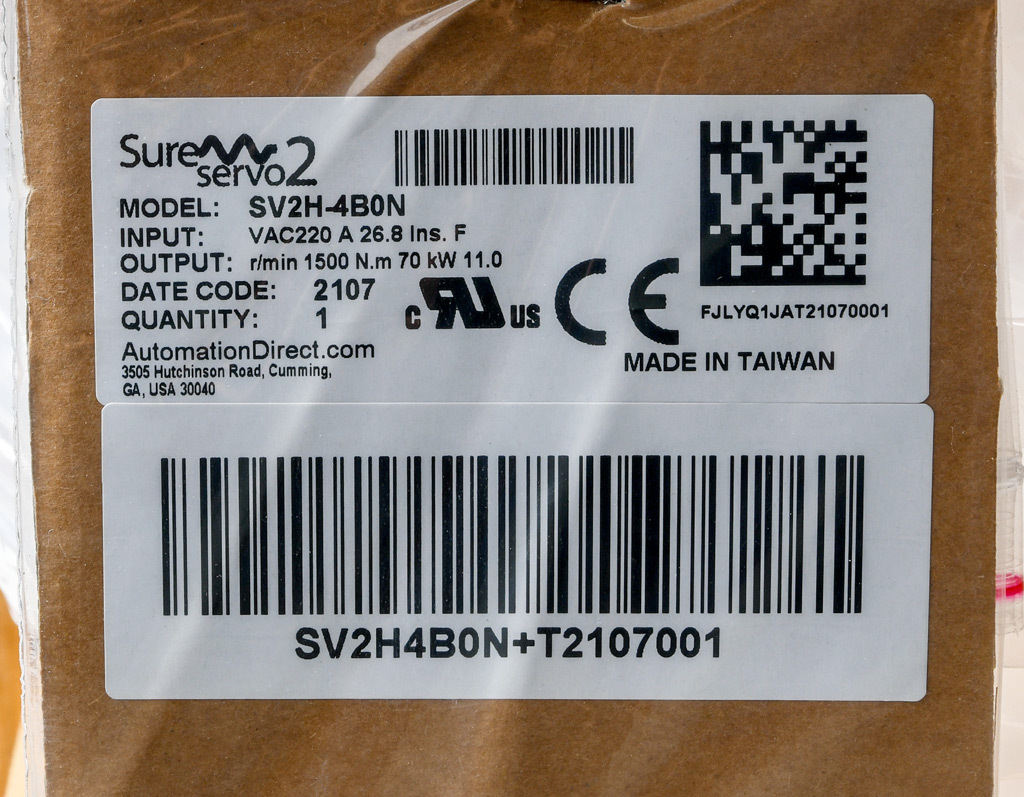 Sure servo2
MODEL: SV2H-4B0N
INPUT: VAC220 A 26.8 Ins. F
OUTPUT: r/min 1500 N.m 70 kW 11.0
DATE CODE: 2107
QUANTITY: 1
c RU US CE
FJLYQ1JAT21070001
AutomationDirect.com
MADE IN TAIWAN
3505 Hutchinson Road, Cumming,
GA, USA 30040
SV2H4B0N+T2107001